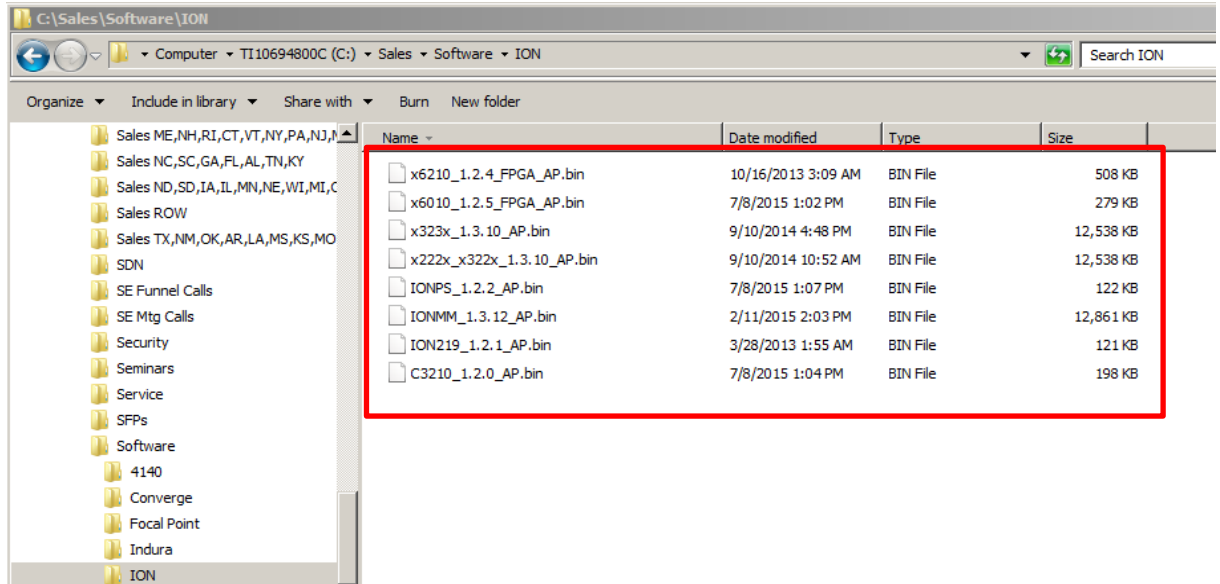 C:\Sales\Software\ION
Computer TI10694800C (C:) Sales Software ION
Search ION
Organize Include in library Share with Burn New folder
Name Date modified Type Size
Sales ME,NH,RI,CT,VT,NY,PA,NJ,
Sales NC,SC,GA,FL,AL,TN,KY
Sales ND,SD,IA,IL,MN,NE,WI,MI,
Sales ROW
Sales TX,NM,OK,AR,LA,MS,KS,MO
SDN
SE Funnel Calls
SE Mtg Calls
Security
Seminars
Service
SFPs
Software
4140
Converge
Focal Point
Indura
ION
x6210_1.2.4_FPGA_AP.bin 10/16/2013 3:09 AM BIN File 508 KB
x6010_1.2.5_FPGA_AP.bin 7/8/2015 1:02 PM BIN File 279 KB
x323x_1.3.10_AP.bin 9/10/2014 4:48 PM BIN File 12,538 KB
x222x_x322x_1.3.10_AP.bin 9/10/2014 10:52 AM BIN File 12,538 KB
IONPS_1.2.2_AP.bin 7/8/2015 1:07 PM BIN File 122 KB
IONMM_1.3.12_AP.bin 2/11/2015 2:03 PM BIN File 12,861 KB
ION219_1.2.1_AP.bin 3/28/2013 1:55 AM BIN File 121 KB
C3210_1.2.0_AP.bin 7/8/2015 1:04 PM BIN File 198 KB